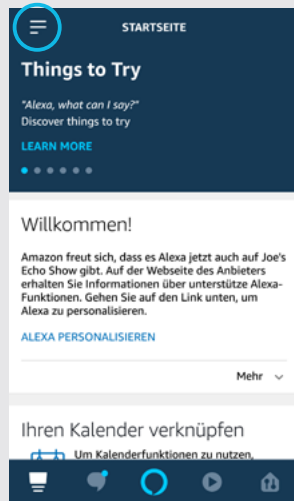 STARTSEITE
Things to Try
"Alexa, what can I say?"
Discover things to try
LEARN MORE
Willkommen!
Amazon freut sich, dass es Alexa jetzt auch auf Joe's
Echo Show gibt. Auf der Webseite des Anbieters
erhalten Sie Informationen über unterstütze Alexa-
Funktionen. Gehen Sie auf den Link unten, um
Alexa zu personalisieren.
ALEXA PERSONALISIEREN
Mehr
Ihren Kalender verknüpfen
Um Kalenderfunktionen zu nutzen,